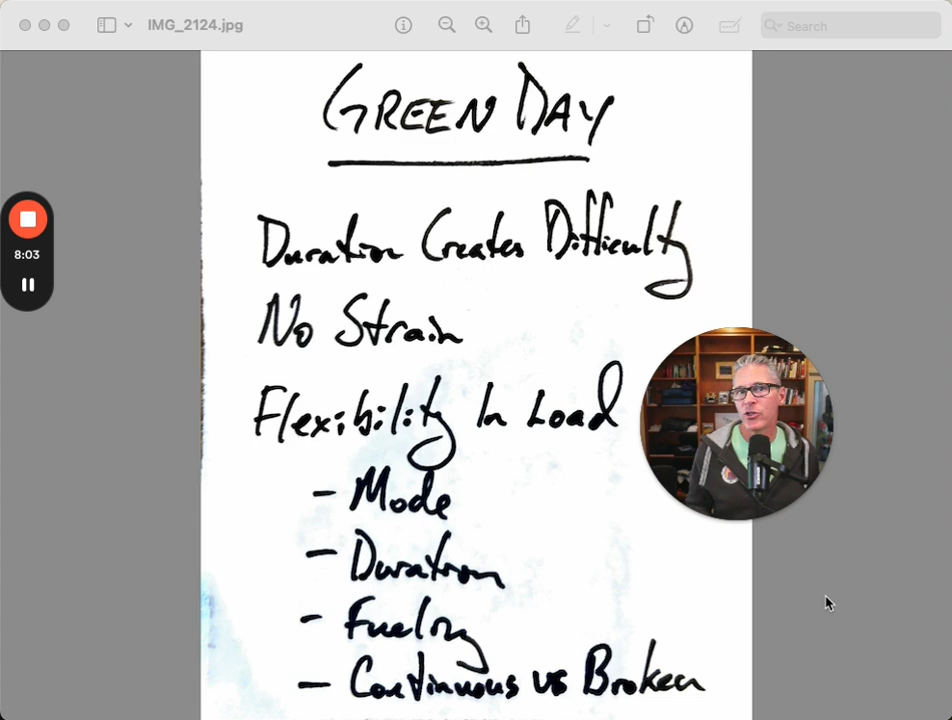 IMG_2124.jpg
Search
GREEN DAY
Duration Creates Difficulty
No Strain
8:03
Flexibility In Load
- Mode
- Duration
- Fueling
- Continuous vs Broken